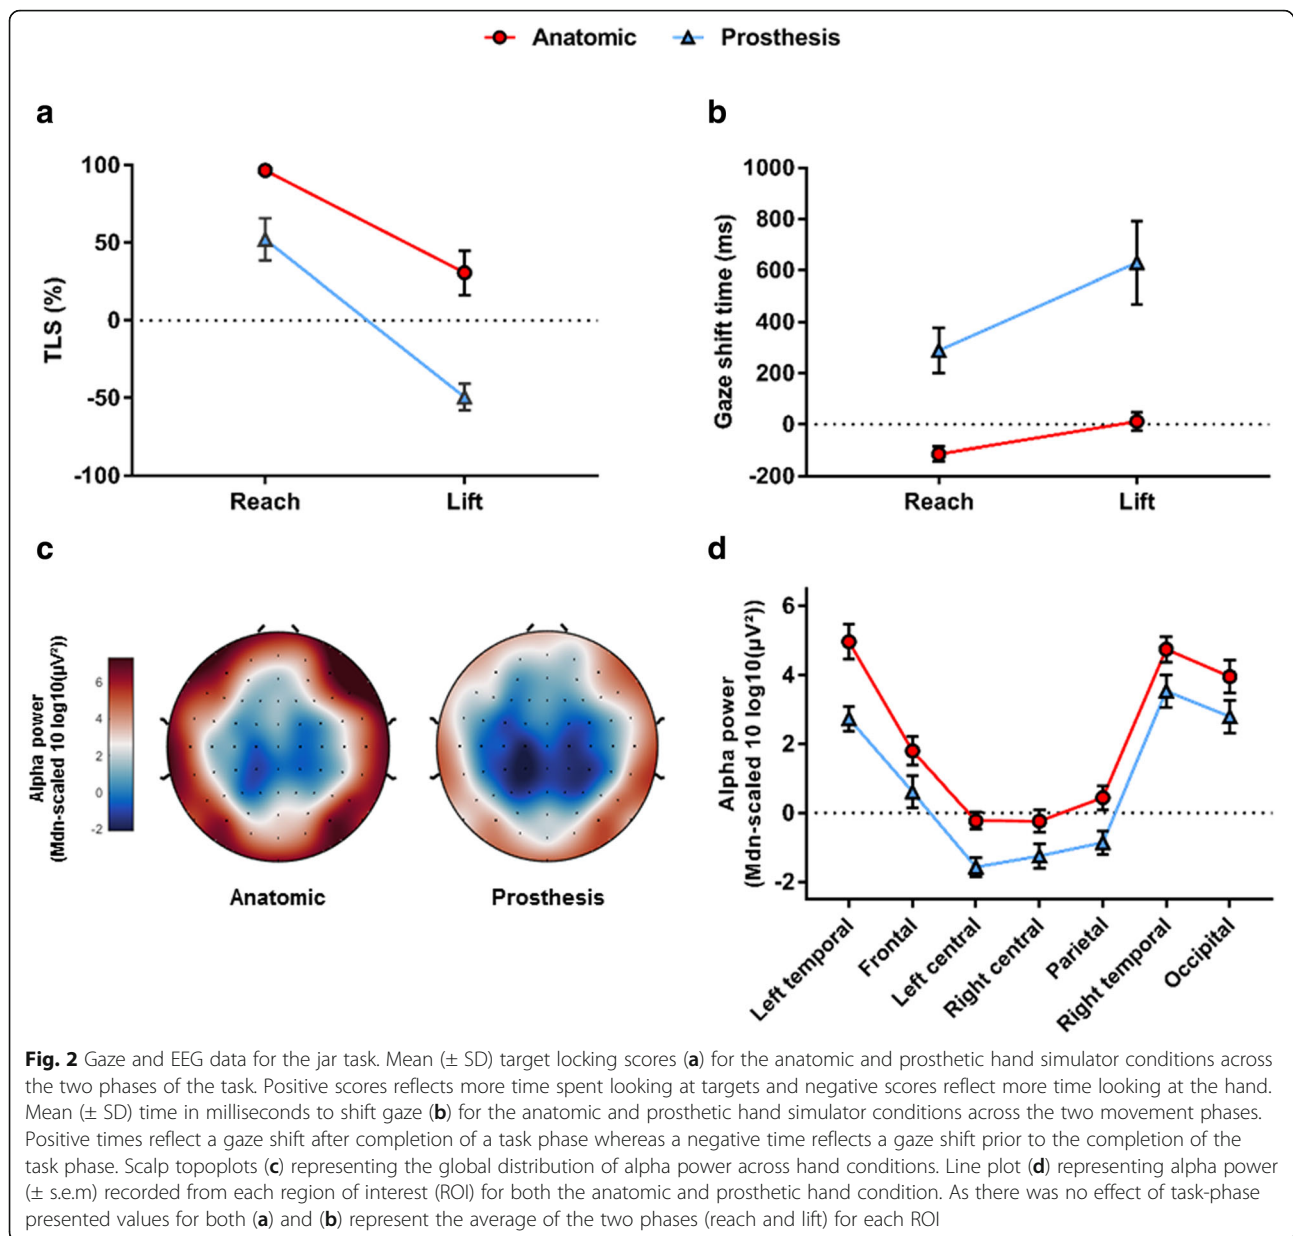 Anatomic Prosthesis
a
100
50
0
-50
-100
TLS (%)
Reach Lift
b
1000
800
600
400
200
0
-200
Gaze shift time (ms)
Reach Lift
c
Alpha power
(Mdn-scaled 10 log10(µV²))
6
4
2
0
-2
Anatomic Prosthesis
d
Alpha power
(Mdn-scaled 10 log10(µV²))
6
4
2
0
-2
Left temporal
Frontal
Left central
Right central
Parietal
Right temporal
Occipital
Fig. 2 Gaze and EEG data for the jar task. Mean (± SD) target locking scores (a) for the anatomic and prosthetic hand simulator conditions across
the two phases of the task. Positive scores reflects more time spent looking at targets and negative scores reflect more time looking at the hand.
Mean (± SD) time in milliseconds to shift gaze (b) for the anatomic and prosthetic hand simulator conditions across the two movement phases.
Positive times reflect a gaze shift after completion of a task phase whereas a negative time reflects a gaze shift prior to the completion of the
task phase. Scalp topoplots (c) representing the global distribution of alpha power across hand conditions. Line plot (d) representing alpha power
(± s.e.m) recorded from each region of interest (ROI) for both the anatomic and prosthetic hand condition. As there was no effect of task-phase
presented values for both (a) and (b) represent the average of the two phases (reach and lift) for each ROI